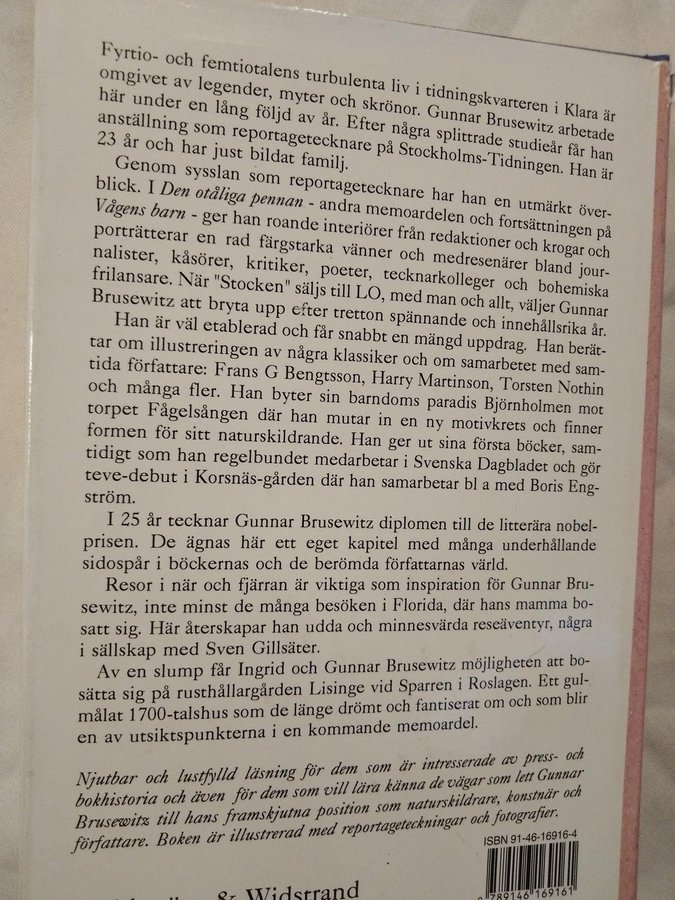 Fyrtio- och femtiotalens turbulenta liv i tidningskvarteren i Klara är
omgivet av legender, myter och skrönor. Gunnar Brusewitz arbetade
här under en lång följd av år. Efter några splittrade studieår får han
anställning som reportagetecknare på Stockholms-Tidningen. Han är
23 år och har just bildat familj.
Genom sysslan som reportagetecknare har han en utmärkt över-
blick. I Den otåliga pennan - andra memoardelen och fortsättningen på
Vågens barn - ger han roande interiörer från redaktioner och krogar och
porträtterar en rad färgstarka vänner och medresenärer bland jour-
nalister, kåsörer, kritiker, poeter, tecknarkolleger och bohemiska
frilansare. När "Stocken" säljs till LO, med man och allt, väljer Gunnar
Brusewitz att bryta upp efter tretton spännande och innehållsrika år.
Han är väl etablerad och får snabbt en mängd uppdrag. Han berät-
tar om illustreringen av några klassiker och om samarbetet med sam-
tida författare: Frans G Bengtsson, Harry Martinson, Torsten Nothin
och många fler. Han byter sin barndoms paradis Björnholmen mot
torpet Fågelsången där han mutar in en ny motivkrets och finner
formen för sitt naturskildrande. Han ger ut sina första böcker, sam-
tidigt som han regelbundet medarbetar i Svenska Dagbladet och gör
teve-debut i Korsnäs-gården där han samarbetar bl a med Boris Eng-
ström.
I 25 år tecknar Gunnar Brusewitz diplomen till de litterära nobel-
prisen. De ägnas här ett eget kapitel med många underhållande
sidospår i böckernas och de berömda författarnas värld.
Resor i när och fjärran är viktiga som inspiration för Gunnar Bru-
sewitz, inte minst de många besöken i Florida, där hans mamma bo-
satt sig. Här återskapar han udda och minnesvärda reseäventyr, några
i sällskap med Sven Gillsäter.
Av en slump får Ingrid och Gunnar Brusewitz möjligheten att bo-
sätta sig på rusthållargården Lisinge vid Sparren i Roslagen. Ett gul-
målat 1700-talshus som de länge drömt och fantiserat om och som blir
en av utsiktspunkterna i en kommande memoardel.
Njutbar och lustfylld läsning för dem som är intresserade av press- och
bokhistoria och även för dem som vill lära känna de vägar som lett Gunnar
Brusewitz till hans framskjutna position som naturskildrare, konstnär och
författare. Boken är illustrerad med reportageteckningar och fotografier.
ISBN 91-46-16916-4
& Widstrand
789146 169161